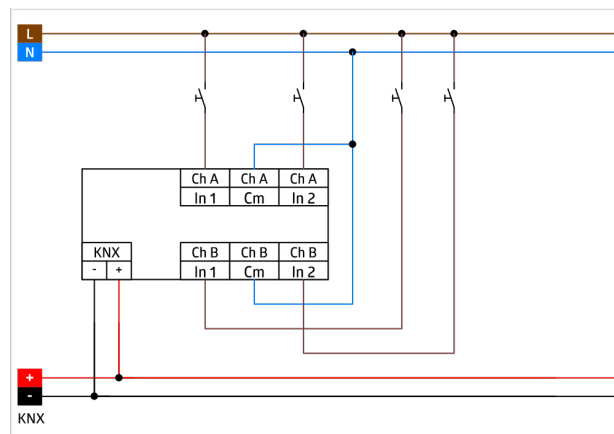 L
N
Ch A Ch A Ch A
In 1 Cm In 2
KNX
- +
Ch B Ch B Ch B
In 1 Cm In 2
+
-
KNX